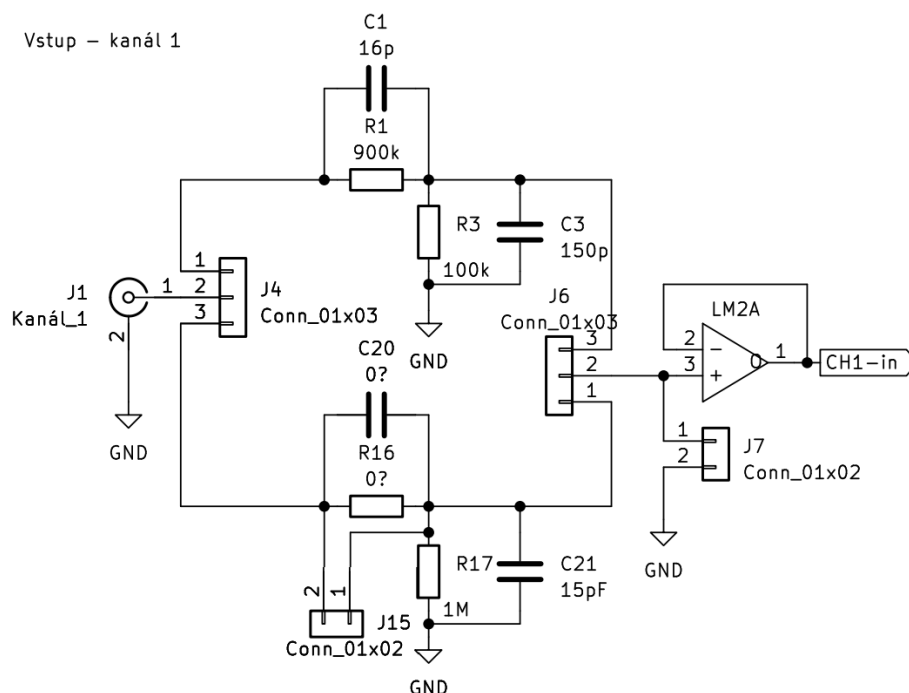 Vstup – kanál 1
C1
16p
R1
900k
R3
100k
C3
150p
GND
J1
Kanál_1
1
2
GND
1
2
3
J4
Conn_01x03
J6
Conn_01x03
3
2
1
LM2A
2
3
−
+
O
1
CH1-in
J7
Conn_01x02
1
2
GND
C20
0?
R16
0?
R17
1M
C21
15pF
2
1
J15
Conn_01x02
GND